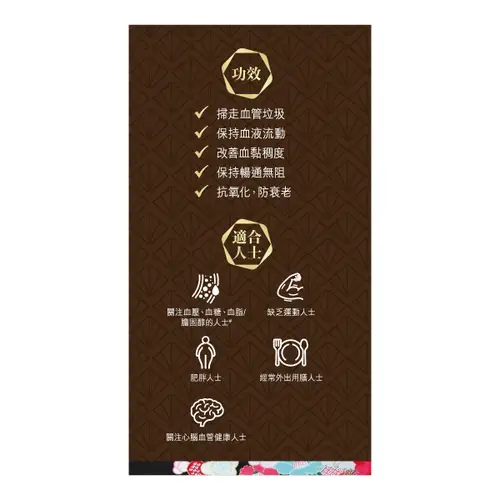 功效
掃走血管垃圾
保持血液流動
改善血黏稠度
保持暢通無阻
抗氧化，防衰老
適合
人士
關注血壓、血糖、血脂/
膽固醇的人士#
缺乏運動人士
肥胖人士
經常外出用膳人士
關注心腦血管健康人士